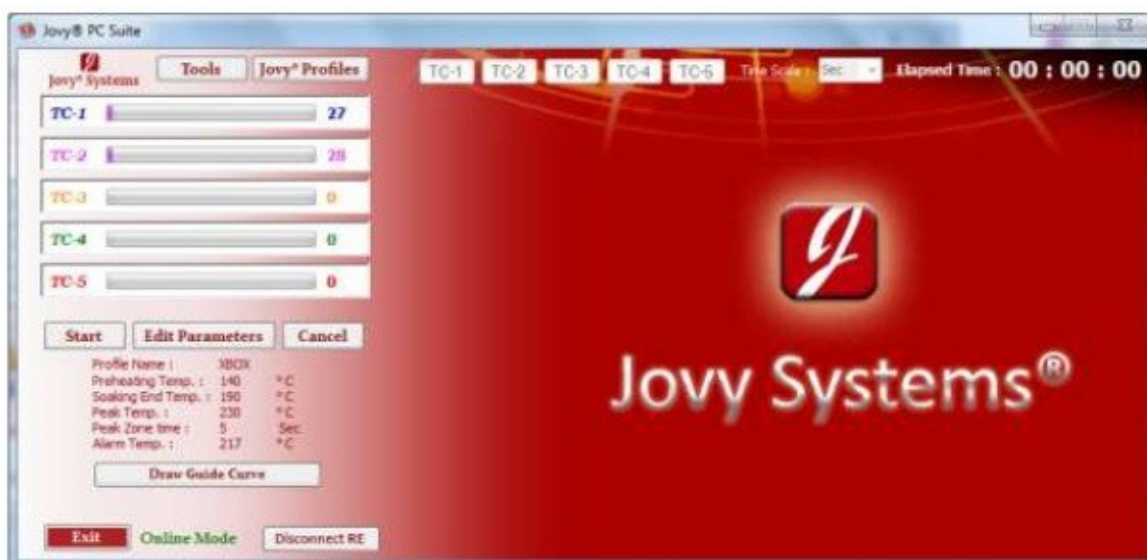 Jovy® PC Suite
Jovy® Systems
Tools
Jovy® Profiles
TC-1
TC-2
TC-3
TC-4
TC-5
Time Scale :
Sec
Elapsed Time : 00 : 00 : 00
TC-1 27
TC-2 28
TC-3 0
TC-4 0
TC-5 0
Start
Edit Parameters
Cancel
Profile Name : XBOX
Preheating Temp. : 140 °C
Soaking End Temp. : 190 °C
Peak Temp. : 230 °C
Peak Zone time : 5 Sec
Alarm Temp. : 217 °C
Draw Guide Curve
Exit
Online Mode
Disconnect RE
Jovy Systems®